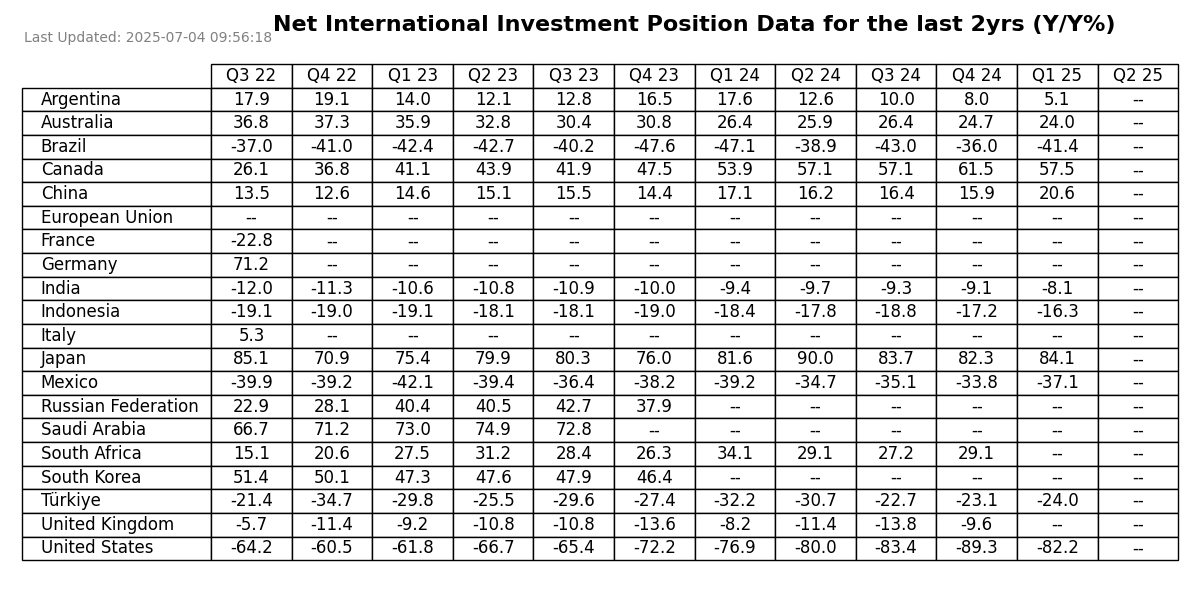 Net International Investment Position Data for the last 2yrs (Y/Y%)
Last Updated: 2025-07-04 09:56:18
Q3 22 Q4 22 Q1 23 Q2 23 Q3 23 Q4 23 Q1 24 Q2 24 Q3 24 Q4 24 Q1 25 Q2 25
Argentina 17.9 19.1 14.0 12.1 12.8 16.5 17.6 12.6 10.0 8.0 5.1 --
Australia 36.8 37.3 35.9 32.8 30.4 30.8 26.4 25.9 26.4 24.7 24.0 --
Brazil -37.0 -41.0 -42.4 -42.7 -40.2 -47.6 -47.1 -38.9 -43.0 -36.0 -41.4 --
Canada 26.1 36.8 41.1 43.9 41.9 47.5 53.9 57.1 57.1 61.5 57.5 --
China 13.5 12.6 14.6 15.1 15.5 14.4 17.1 16.2 16.4 15.9 20.6 --
European Union -- -- -- -- -- -- -- -- -- -- -- --
France -22.8 -- -- -- -- -- -- -- -- -- -- --
Germany 71.2 -- -- -- -- -- -- -- -- -- -- --
India -12.0 -11.3 -10.6 -10.8 -10.9 -10.0 -9.4 -9.7 -9.3 -9.1 -8.1 --
Indonesia -19.1 -19.0 -19.1 -18.1 -18.1 -19.0 -18.4 -17.8 -18.8 -17.2 -16.3 --
Italy 5.3 -- -- -- -- -- -- -- -- -- -- --
Japan 85.1 70.9 75.4 79.9 80.3 76.0 81.6 90.0 83.7 82.3 84.1 --
Mexico -39.9 -39.2 -42.1 -39.4 -36.4 -38.2 -39.2 -34.7 -35.1 -33.8 -37.1 --
Russian Federation 22.9 28.1 40.4 40.5 42.7 37.9 -- -- -- -- -- --
Saudi Arabia 66.7 71.2 73.0 74.9 72.8 -- -- -- -- -- -- --
South Africa 15.1 20.6 27.5 31.2 28.4 26.3 34.1 29.1 27.2 29.1 -- --
South Korea 51.4 50.1 47.3 47.6 47.9 46.4 -- -- -- -- -- --
Türkiye -21.4 -34.7 -29.8 -25.5 -29.6 -27.4 -32.2 -30.7 -22.7 -23.1 -24.0 --
United Kingdom -5.7 -11.4 -9.2 -10.8 -10.8 -13.6 -8.2 -11.4 -13.8 -9.6 -- --
United States -64.2 -60.5 -61.8 -66.7 -65.4 -72.2 -76.9 -80.0 -83.4 -89.3 -82.2 --